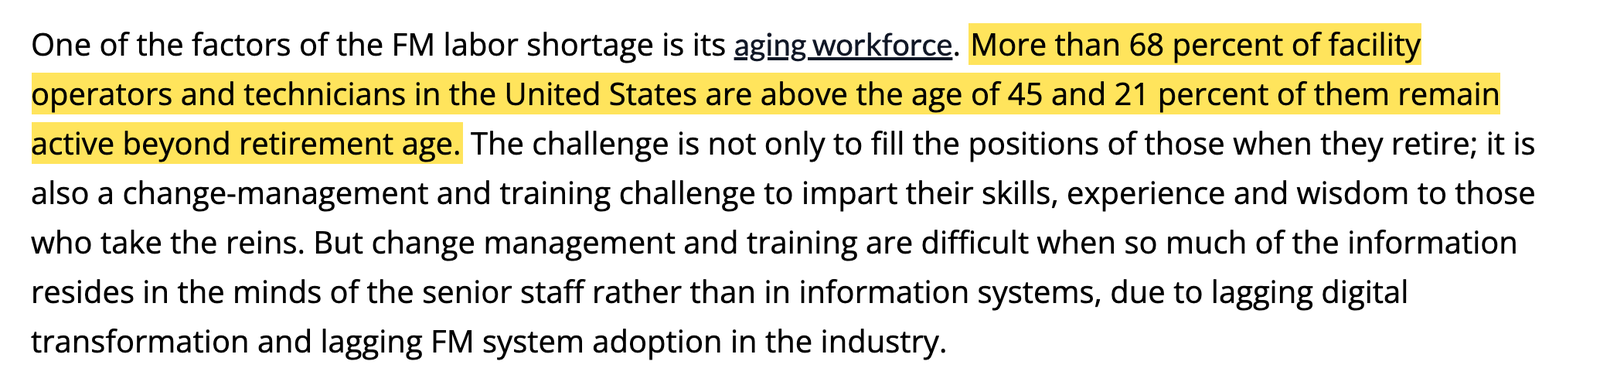 One of the factors of the FM labor shortage is its aging workforce. More than 68 percent of facility
operators and technicians in the United States are above the age of 45 and 21 percent of them remain
active beyond retirement age. The challenge is not only to fill the positions of those when they retire; it is
also a change-management and training challenge to impart their skills, experience and wisdom to those
who take the reins. But change management and training are difficult when so much of the information
resides in the minds of the senior staff rather than in information systems, due to lagging digital
transformation and lagging FM system adoption in the industry.